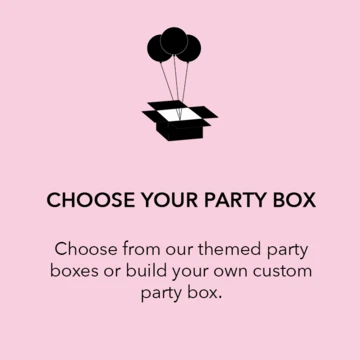 CHOOSE YOUR PARTY BOX
Choose from our themed party
boxes or build your own custom
party box.